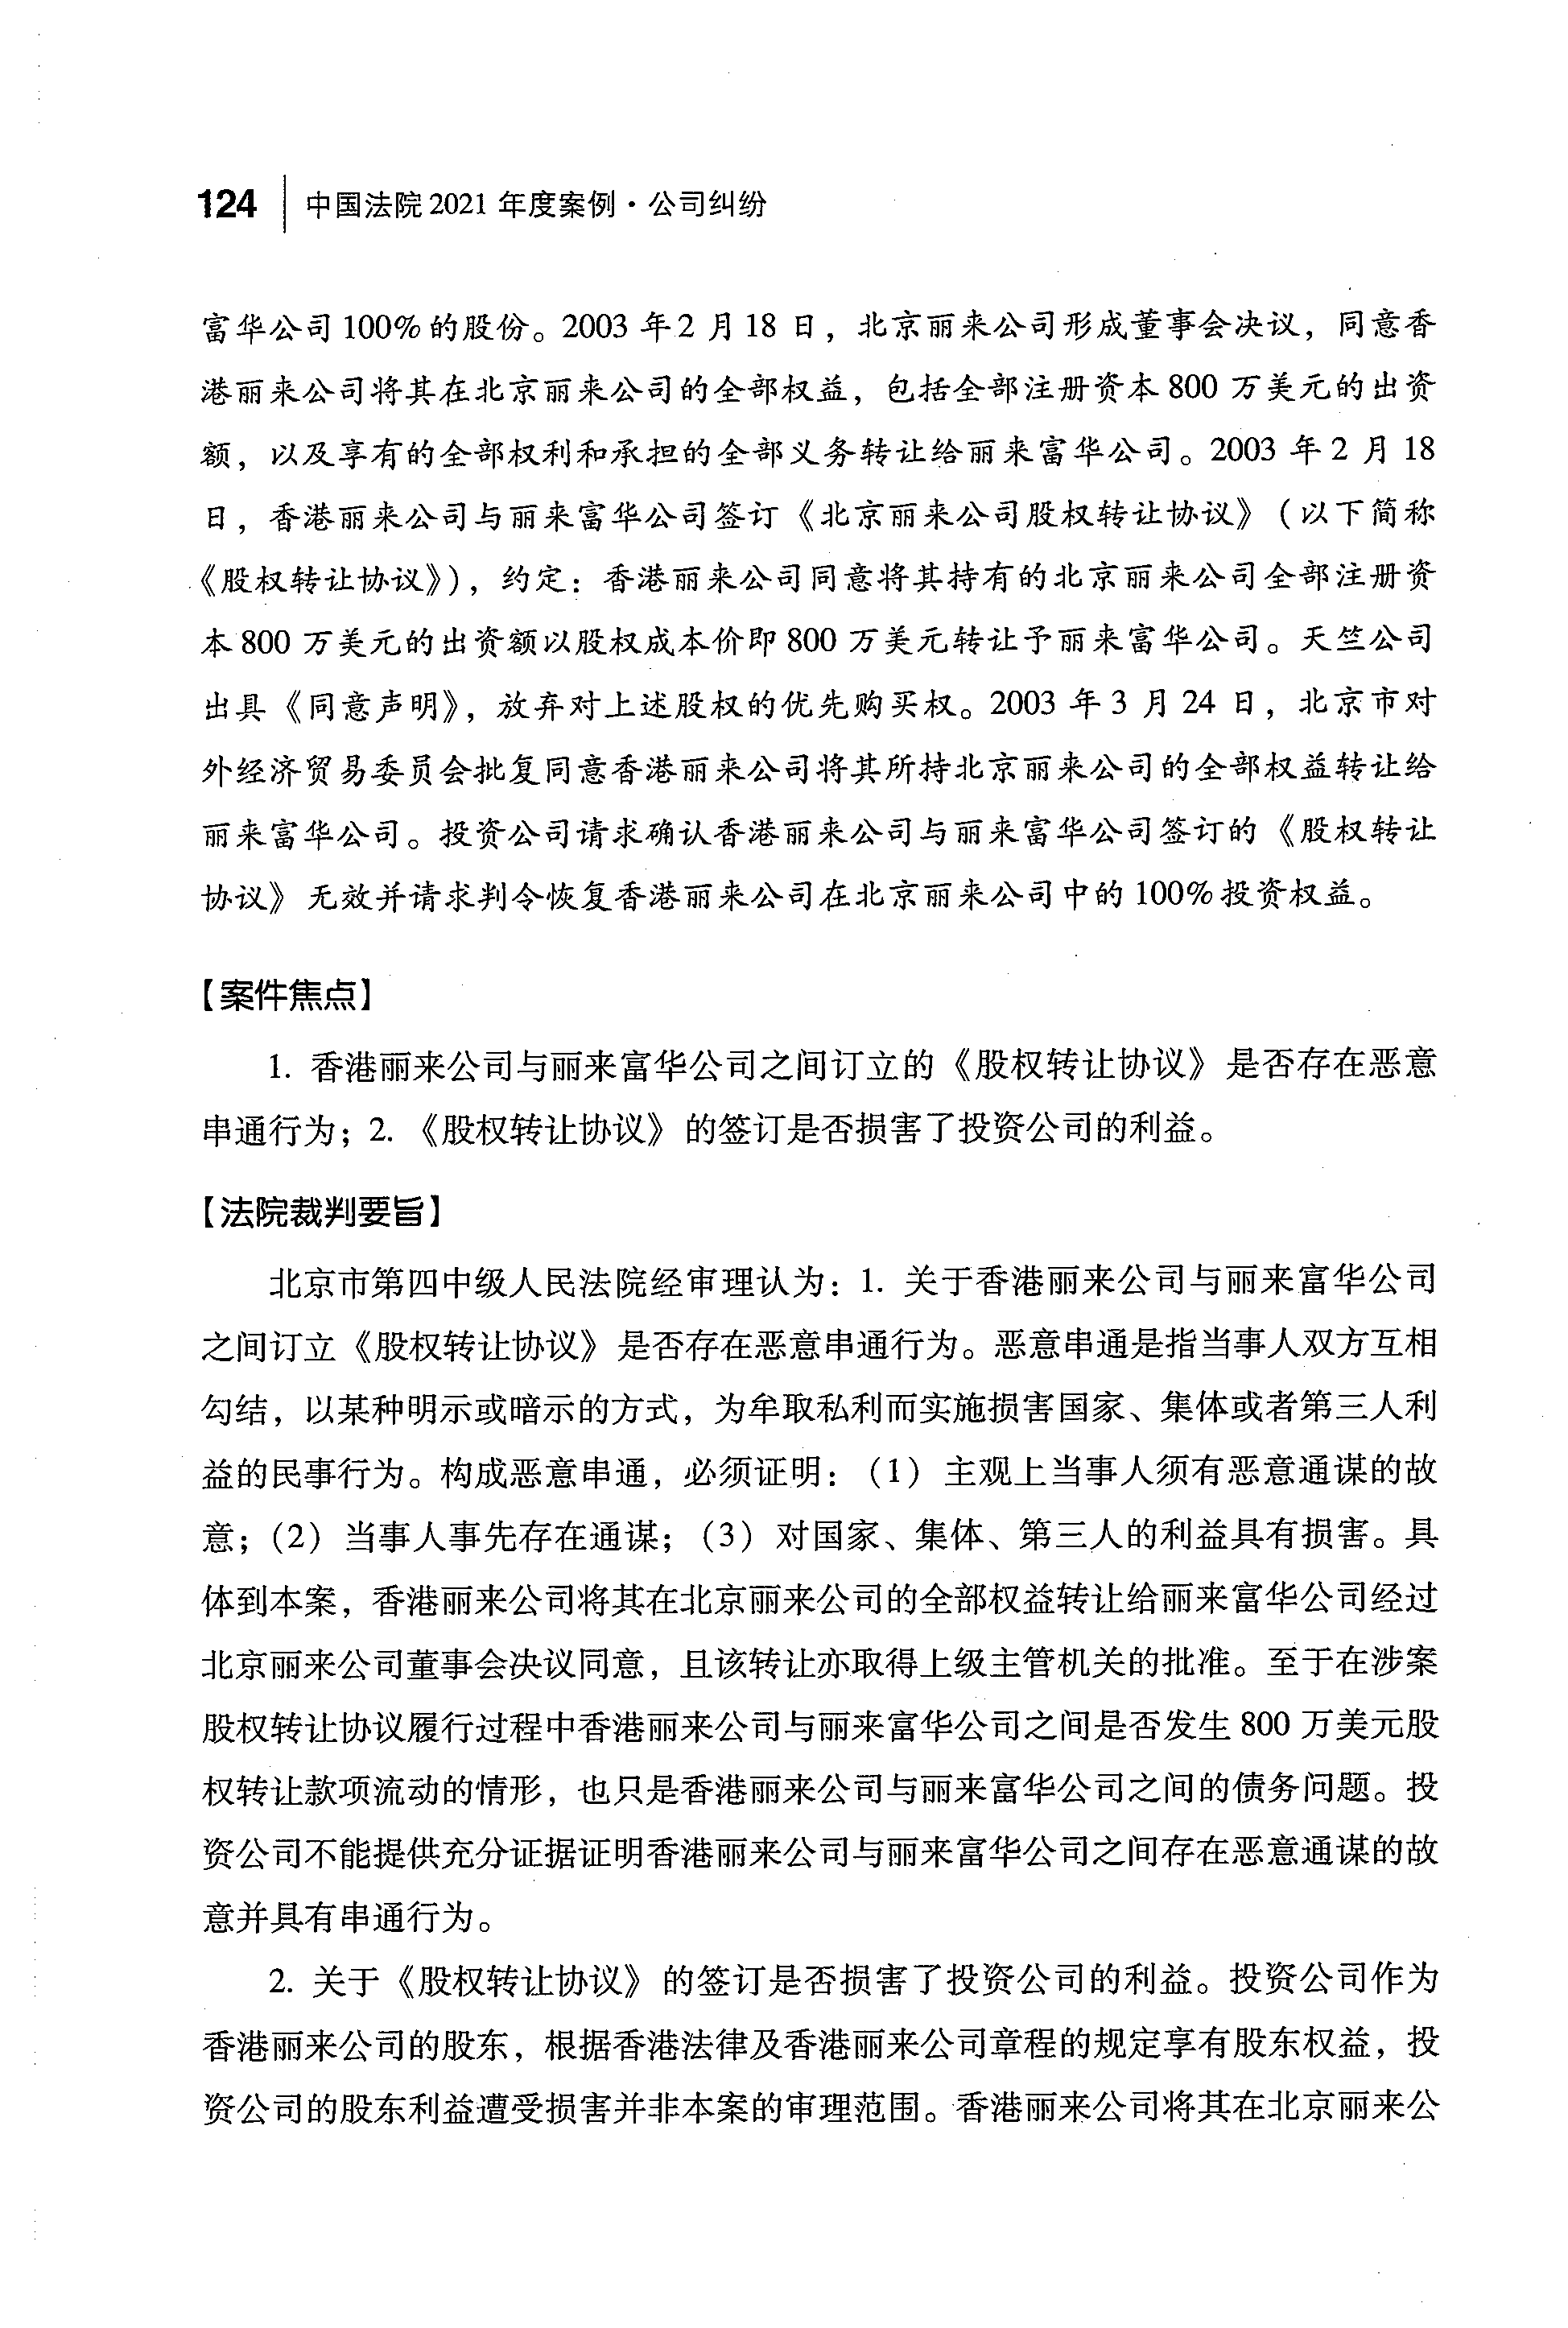 124 中国法院 2021 年度案例·公司纠纷
富华公司 100% 的股份。2003 年 2 月 18 日，北京丽来公司形成董事会决议，同意香
港丽来公司将其在北京丽来公司的全部权益，包括全部注册资本 800 万美元的出资
额，以及享有的全部权利和承担的全部义务转让给丽来富华公司。2003 年 2 月 18
日，香港丽来公司与丽来富华公司签订《北京丽来公司股权转让协议》（以下简称
《股权转让协议》），约定：香港丽来公司同意将其持有的北京丽来公司全部注册资
本 800 万美元的出资额以股权成本价即 800 万美元转让予丽来富华公司。天竺公司
出具《同意声明》，放弃对上述股权的优先购买权。2003 年 3 月 24 日，北京市对
外经济贸易委员会批复同意香港丽来公司将其所持北京丽来公司的全部权益转让给
丽来富华公司。投资公司请求确认香港丽来公司与丽来富华公司签订的《股权转让
协议》无效并请求判令恢复香港丽来公司在北京丽来公司中的 100% 投资权益。
【案件焦点】
1. 香港丽来公司与丽来富华公司之间订立的《股权转让协议》是否存在恶意
串通行为；2. 《股权转让协议》的签订是否损害了投资公司的利益。
【法院裁判要旨】
北京市第四中级人民法院经审理认为：1. 关于香港丽来公司与丽来富华公司
之间订立《股权转让协议》是否存在恶意串通行为。恶意串通是指当事人双方互相
勾结，以某种明示或暗示的方式，为牟取私利而实施损害国家、集体或者第三人利
益的民事行为。构成恶意串通，必须证明：（1）主观上当事人须有恶意通谋的故
意；（2）当事人事先存在通谋；（3）对国家、集体、第三人的利益具有损害。具
体到本案，香港丽来公司将其在北京丽来公司的全部权益转让给丽来富华公司经过
北京丽来公司董事会决议同意，且该转让亦取得上级主管机关的批准。至于在涉案
股权转让协议履行过程中香港丽来公司与丽来富华公司之间是否发生 800 万美元股
权转让款项流动的情形，也只是香港丽来公司与丽来富华公司之间的债务问题。投
资公司不能提供充分证据证明香港丽来公司与丽来富华公司之间存在恶意通谋的故
意并具有串通行为。
2. 关于《股权转让协议》的签订是否损害了投资公司的利益。投资公司作为
香港丽来公司的股东，根据香港法律及香港丽来公司章程的规定享有股东权益，投
资公司的股东利益遭受损害并非本案的审理范围。香港丽来公司将其在北京丽来公